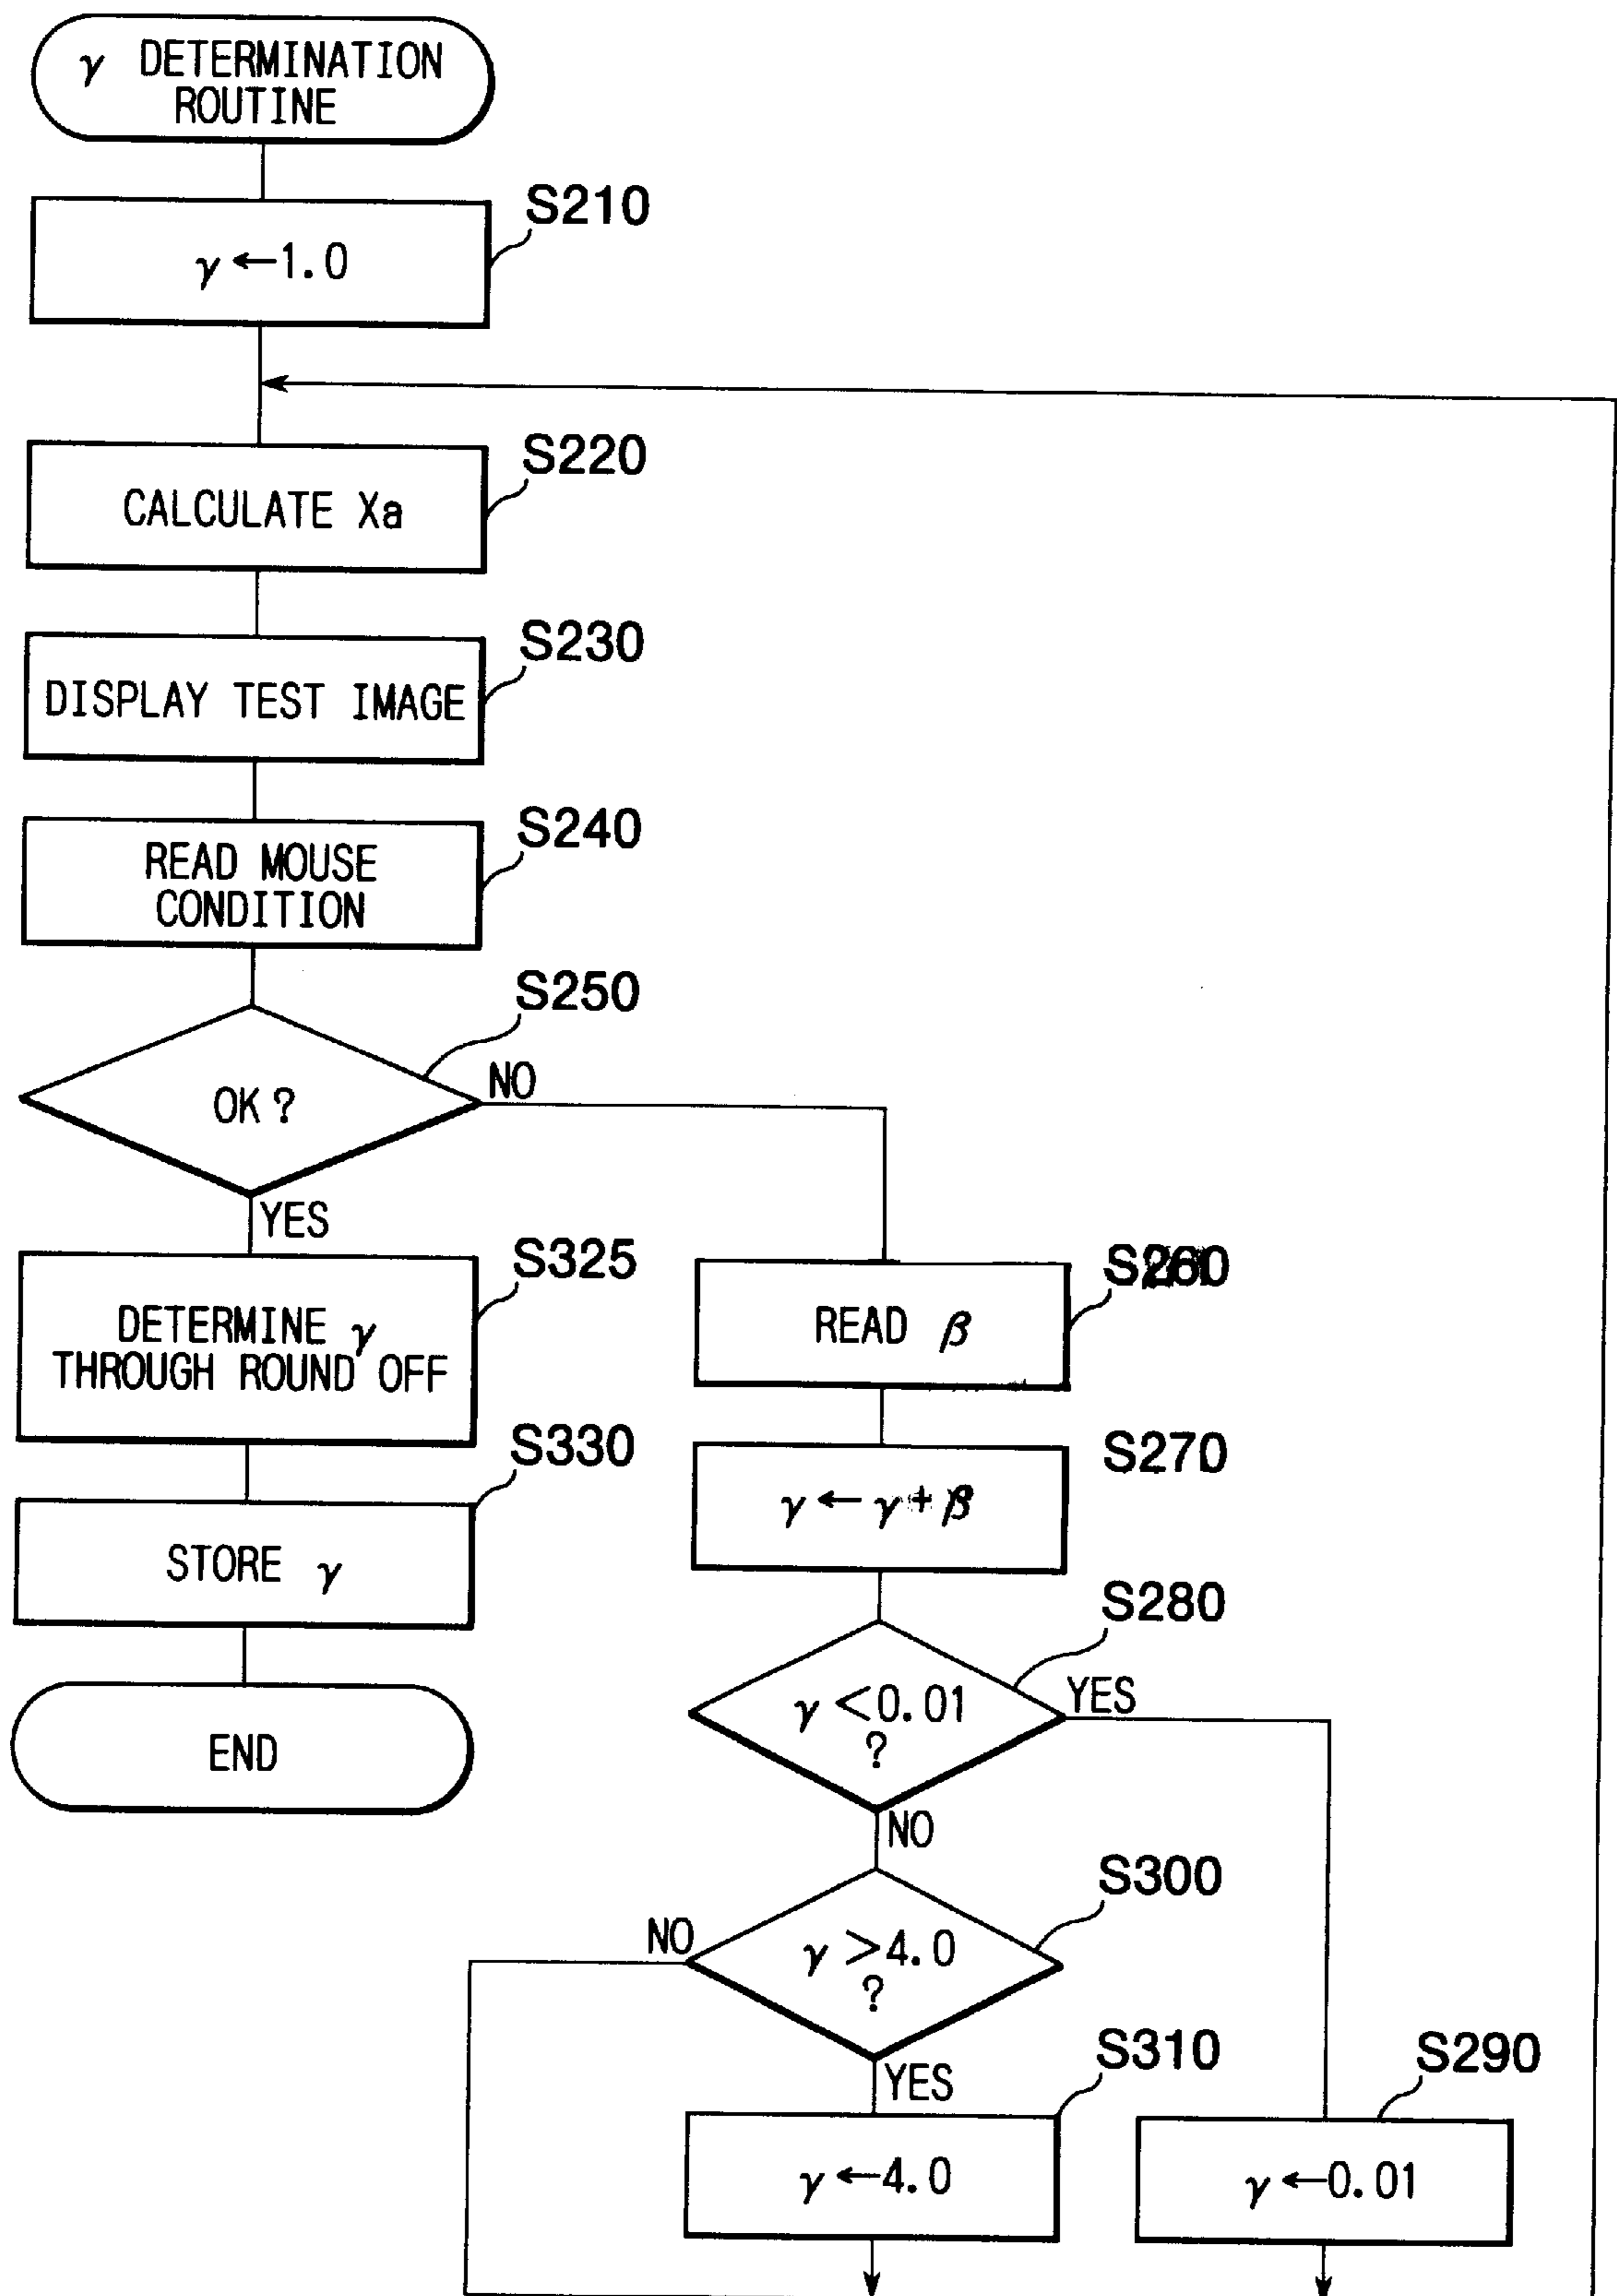 γ DETERMINATION
ROUTINE
S210
γ←1.0
S220
CALCULATE Xa
S230
DISPLAY TEST IMAGE
S240
READ MOUSE
CONDITION
S250
OK?
NO
YES
S325
DETERMINE γ
THROUGH ROUND OFF
S330
STORE γ
END
S260
READ β
S270
γ←γ+β
S280
γ<0.01
?
YES
NO
S300
γ>4.0
?
NO
YES
S310
γ←4.0
S290
γ←0.01